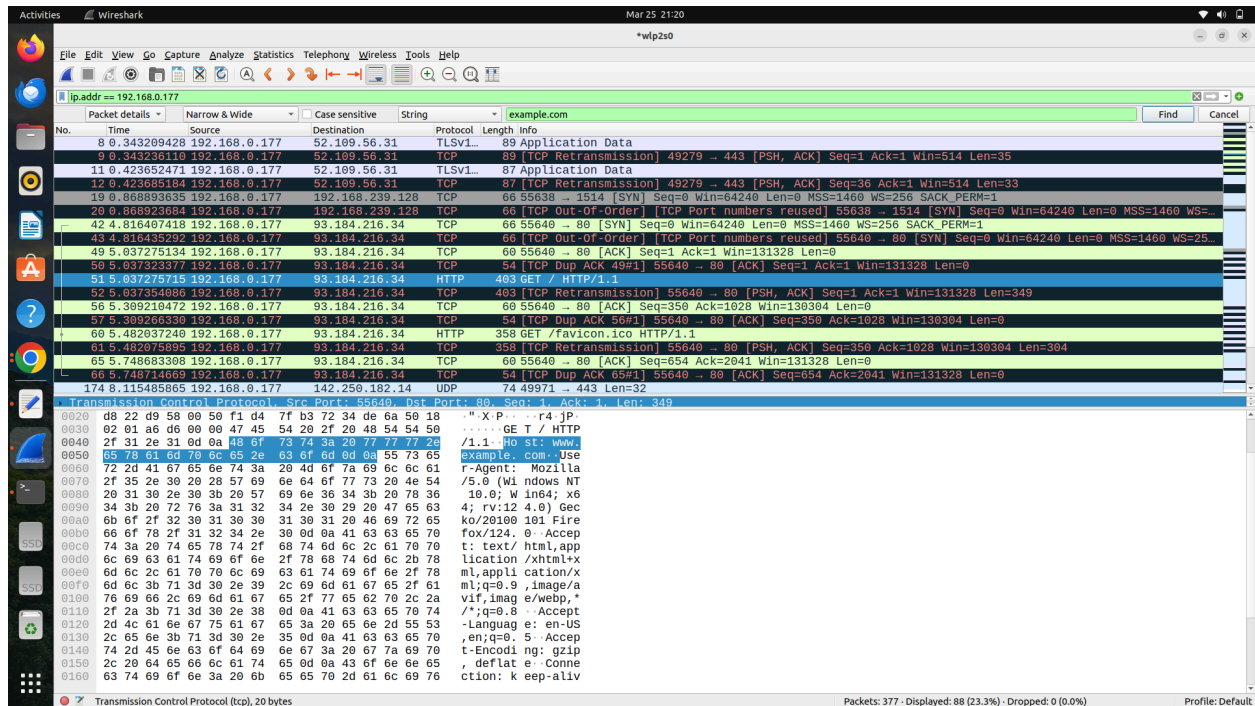 Activities Wireshark Mar 25 21:20
*wlp2s0
File Edit View Go Capture Analyze Statistics Telephony Wireless Tools Help
ip.addr == 192.168.0.177
Packet details Narrow & Wide Case sensitive String example.com Find Cancel
No. Time Source Destination Protocol Length Info
8 0.343209428 192.168.0.177 52.109.56.31 TLSv1… 89 Application Data
9 0.343236110 192.168.0.177 52.109.56.31 TCP 89 [TCP Retransmission] 49279 → 443 [PSH, ACK] Seq=1 Ack=1 Win=514 Len=35
11 0.423652471 192.168.0.177 52.109.56.31 TLSv1… 87 Application Data
12 0.423685184 192.168.0.177 52.109.56.31 TCP 87 [TCP Retransmission] 49279 → 443 [PSH, ACK] Seq=36 Ack=1 Win=514 Len=33
19 0.868893635 192.168.0.177 192.168.239.128 TCP 66 55638 → 1514 [SYN] Seq=0 Win=64240 Len=0 MSS=1460 WS=256 SACK_PERM=1
20 0.868923684 192.168.0.177 192.168.239.128 TCP 66 [TCP Out-Of-Order] [TCP Port numbers reused] 55638 → 1514 [SYN] Seq=0 Win=64240 Len=0 MSS=1460 WS=…
42 4.816407418 192.168.0.177 93.184.216.34 TCP 66 55640 → 80 [SYN] Seq=0 Win=64240 Len=0 MSS=1460 WS=256 SACK_PERM=1
43 4.816435292 192.168.0.177 93.184.216.34 TCP 66 [TCP Out-Of-Order] [TCP Port numbers reused] 55640 → 80 [SYN] Seq=0 Win=64240 Len=0 MSS=1460 WS=25…
49 5.037275134 192.168.0.177 93.184.216.34 TCP 60 55640 → 80 [ACK] Seq=1 Ack=1 Win=131328 Len=0
50 5.037323377 192.168.0.177 93.184.216.34 TCP 54 [TCP Dup ACK 49#1] 55640 → 80 [ACK] Seq=1 Ack=1 Win=131328 Len=0
51 5.037275715 192.168.0.177 93.184.216.34 HTTP 403 GET / HTTP/1.1
52 5.037354086 192.168.0.177 93.184.216.34 TCP 403 [TCP Retransmission] 55640 → 80 [PSH, ACK] Seq=1 Ack=1 Win=131328 Len=349
56 5.309210472 192.168.0.177 93.184.216.34 TCP 60 55640 → 80 [ACK] Seq=350 Ack=1028 Win=130304 Len=0
57 5.309266330 192.168.0.177 93.184.216.34 TCP 54 [TCP Dup ACK 56#1] 55640 → 80 [ACK] Seq=350 Ack=1028 Win=130304 Len=0
60 5.482037240 192.168.0.177 93.184.216.34 HTTP 358 GET /favicon.ico HTTP/1.1
61 5.482075895 192.168.0.177 93.184.216.34 TCP 358 [TCP Retransmission] 55640 → 80 [PSH, ACK] Seq=350 Ack=1028 Win=130304 Len=304
65 5.748683308 192.168.0.177 93.184.216.34 TCP 60 55640 → 80 [ACK] Seq=654 Ack=2041 Win=131328 Len=0
66 5.748714669 192.168.0.177 93.184.216.34 TCP 54 [TCP Dup ACK 65#1] 55640 → 80 [ACK] Seq=654 Ack=2041 Win=131328 Len=0
174 8.115485865 192.168.0.177 142.250.182.14 UDP 74 49971 → 443 Len=32
Transmission Control Protocol, Src Port: 55640, Dst Port: 80, Seq: 1, Ack: 1, Len: 349
0020 d8 22 d9 58 00 50 f1 d4 7f b3 72 34 de 6a 50 18 ·"·X·P·· ··r4·jP·
0030 02 01 a6 d6 00 00 47 45 54 20 2f 20 48 54 54 50 ······GE T / HTTP
0040 2f 31 2e 31 0d 0a 48 6f 73 74 3a 20 77 77 77 2e /1.1··Ho st: www.
0050 65 78 61 6d 70 6c 65 2e 63 6f 6d 0d 0a 55 73 65 example. com··Use
0060 72 2d 41 67 65 6e 74 3a 20 4d 6f 7a 69 6c 6c 61 r-Agent: Mozilla
0070 2f 35 2e 30 20 28 57 69 6e 64 6f 77 73 20 4e 54 /5.0 (Wi ndows NT
0080 20 31 30 2e 30 3b 20 57 69 6e 36 34 3b 20 78 36 10.0; W in64; x6
0090 34 3b 20 72 76 3a 31 32 34 2e 30 29 20 47 65 63 4; rv:12 4.0) Gec
00a0 6b 6f 2f 32 30 31 30 30 31 30 31 20 46 69 72 65 ko/20100 101 Fire
00b0 66 6f 78 2f 31 32 34 2e 30 0d 0a 41 63 63 65 70 fox/124. 0··Accep
00c0 74 3a 20 74 65 78 74 2f 68 74 6d 6c 2c 61 70 70 t: text/ html,app
00d0 6c 69 63 61 74 69 6f 6e 2f 78 68 74 6d 6c 2b 78 lication /xhtml+x
00e0 6d 6c 2c 61 70 70 6c 69 63 61 74 69 6f 6e 2f 78 ml,appli cation/x
00f0 6d 6c 3b 71 3d 30 2e 39 2c 69 6d 61 67 65 2f 61 ml;q=0.9 ,image/a
0100 76 69 66 2c 69 6d 61 67 65 2f 77 65 62 70 2c 2a vif,imag e/webp,*
0110 2f 2a 3b 71 3d 30 2e 38 0d 0a 41 63 63 65 70 74 /*;q=0.8 ··Accept
0120 2d 4c 61 6e 67 75 61 67 65 3a 20 65 6e 2d 55 53 -Languag e: en-US
0130 2c 65 6e 3b 71 3d 30 2e 35 0d 0a 41 63 63 65 70 ,en;q=0. 5··Accep
0140 74 2d 45 6e 63 6f 64 69 6e 67 3a 20 67 7a 69 70 t-Encodi ng: gzip
0150 2c 20 64 65 66 6c 61 74 65 0d 0a 43 6f 6e 6e 65 , deflat e··Conne
0160 63 74 69 6f 6e 3a 20 6b 65 65 70 2d 61 6c 69 76 ction: k eep-aliv
Transmission Control Protocol (tcp), 20 bytes Packets: 377 · Displayed: 88 (23.3%) · Dropped: 0 (0.0%) Profile: Default
SSD
SSD